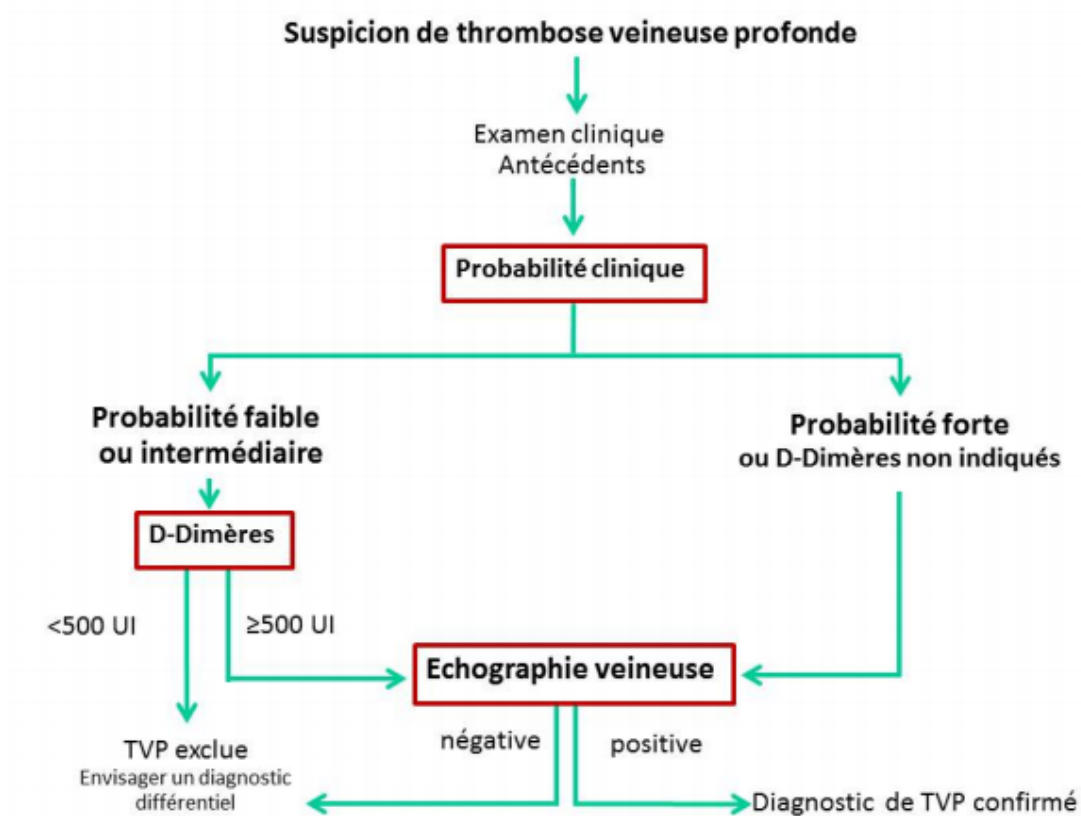 Suspicion de thrombose veineuse profonde
Examen clinique
Antécédents
Probabilité clinique
Probabilité faible
ou intermédiaire
Probabilité forte
ou D-Dimères non indiqués
D-Dimères
<500 UI
≥500 UI
Echographie veineuse
négative
positive
TVP exclue
Envisager un diagnostic
différentiel
Diagnostic de TVP confirmé